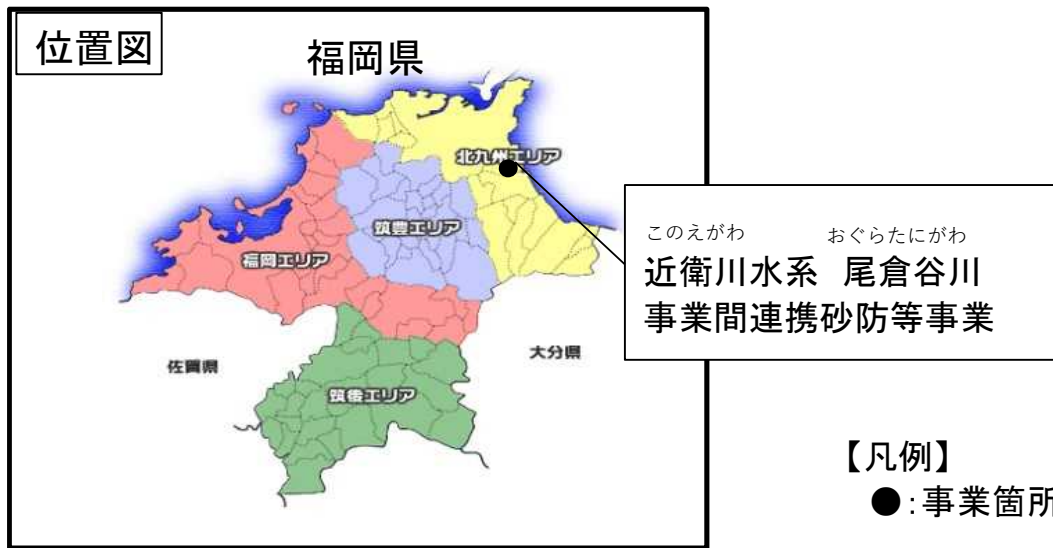 位置図
福岡県
北九州エリア
筑豊エリア
福岡エリア
佐賀県
大分県
筑後エリア
このえがわ おぐらたにがわ
近衛川水系 尾倉谷川
事業間連携砂防等事業
【凡例】
●:事業箇所